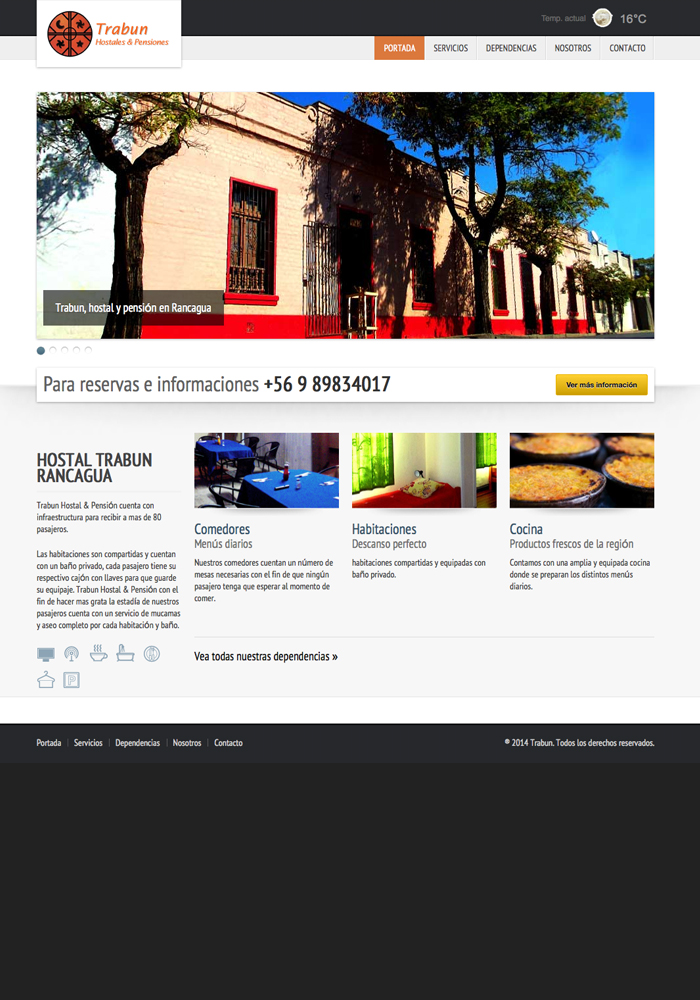 Trabun
Hostales & Pensiones
Temp. actual 16°C
PORTADA SERVICIOS DEPENDENCIAS NOSOTROS CONTACTO
Trabun, hostal y pensión en Rancagua
Para reservas e informaciones +56 9 89834017
Ver más información
HOSTAL TRABUN
RANCAGUA
Trabun Hostal & Pensión cuenta con
infraestructura para recibir a mas de 80
pasajeros.
Las habitaciones son compartidas y cuentan
con un baño privado, cada pasajero tiene su
respectivo cajón con llaves para que guarde
su equipaje. Trabun Hostal & Pensión con el
fin de hacer mas grata la estadía de nuestros
pasajeros cuenta con un servicio de mucamas
y aseo completo por cada habitación y baño.
P
Comedores
Menús diarios
Nuestros comedores cuentan un número de
mesas necesarias con el fin de que ningún
pasajero tenga que esperar al momento de
comer.
Habitaciones
Descanso perfecto
habitaciones compartidas y equipadas con
baño privado.
Cocina
Productos frescos de la región
Contamos con una amplia y equipada cocina
donde se preparan los distintos menús
diarios.
Vea todas nuestras dependencias »
Portada | Servicios | Dependencias | Nosotros | Contacto
® 2014 Trabun. Todos los derechos reservados.